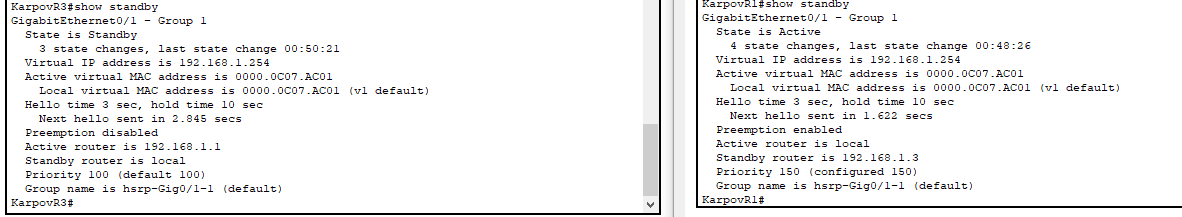 KarpovR3#show standby
GigabitEthernet0/1 - Group 1
State is Standby
3 state changes, last state change 00:50:21
Virtual IP address is 192.168.1.254
Active virtual MAC address is 0000.0C07.AC01
Local virtual MAC address is 0000.0C07.AC01 (v1 default)
Hello time 3 sec, hold time 10 sec
Next hello sent in 2.845 secs
Preemption disabled
Active router is 192.168.1.1
Standby router is local
Priority 100 (default 100)
Group name is hsrp-Gig0/1-1 (default)
KarpovR3#
KarpovR1#show standby
GigabitEthernet0/1 - Group 1
State is Active
4 state changes, last state change 00:48:26
Virtual IP address is 192.168.1.254
Active virtual MAC address is 0000.0C07.AC01
Local virtual MAC address is 0000.0C07.AC01 (v1 default)
Hello time 3 sec, hold time 10 sec
Next hello sent in 1.622 secs
Preemption enabled
Active router is local
Standby router is 192.168.1.3
Priority 150 (configured 150)
Group name is hsrp-Gig0/1-1 (default)
KarpovR1#